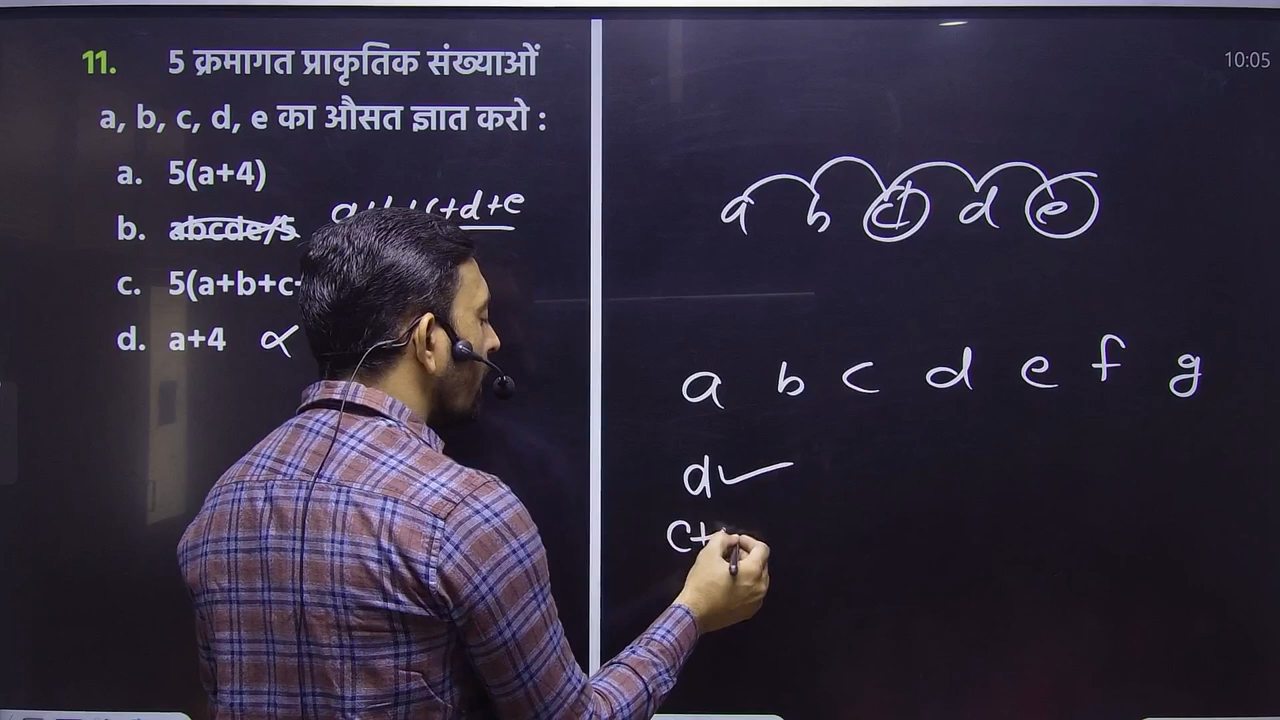 11. 5 क्रमागत प्राकृतिक संख्याओं
a, b, c, d, e का औसत ज्ञात करो :
a. 5(a+4)
b. abcde/5
+d+e
c. 5(a+b+c
d. a+4
10:05
a b c d e
a b c d e f g
d
c+